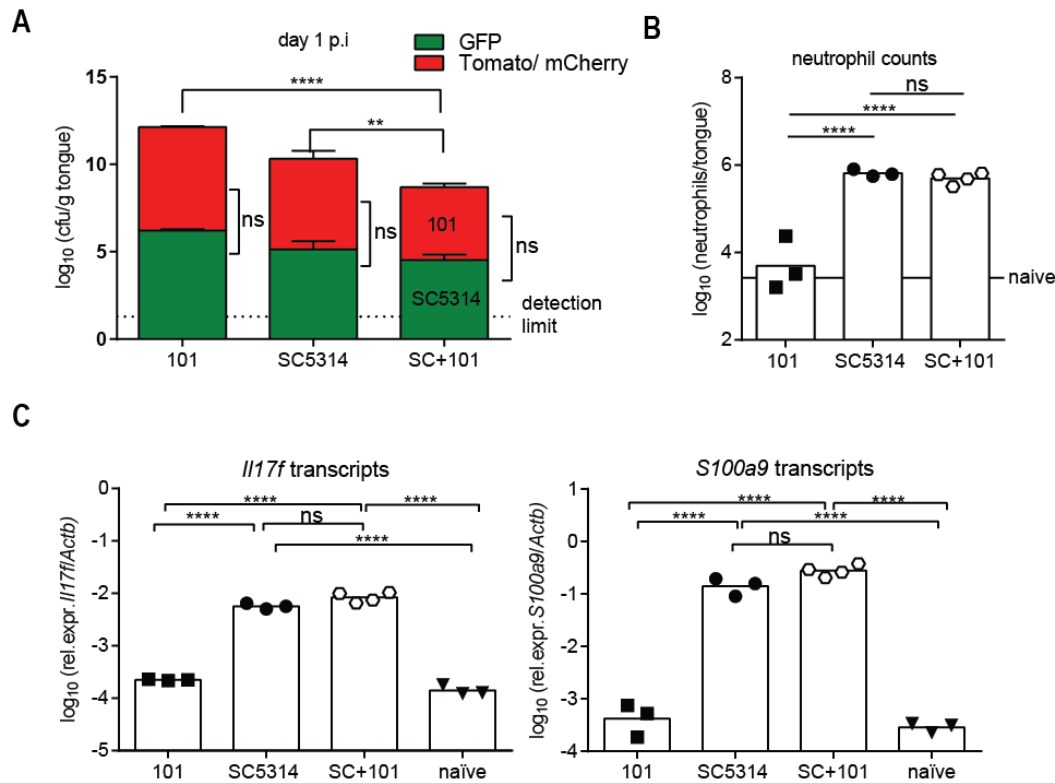 A
day 1 p.i
GFP
Tomato/ mCherry
15
10
5
0
log₁₀ (cfu/g tongue)
****
**
ns
ns
ns
101
SC5314
detection
limit
101
SC5314
SC+101
B
neutrophil counts
8
6
4
2
log₁₀ (neutrophils/tongue)
ns
****
****
naive
101
SC5314
SC+101
C
Il17f transcripts
0
-1
-2
-3
-4
-5
log₁₀ (rel.expr.Il17f/Actb)
****
****
****
ns
****
101
SC5314
SC+101
naïve
S100a9 transcripts
1
0
-1
-2
-3
-4
log₁₀ (rel.expr.S100a9/Actb)
****
****
****
****
ns
101
SC5314
SC+101
naïve